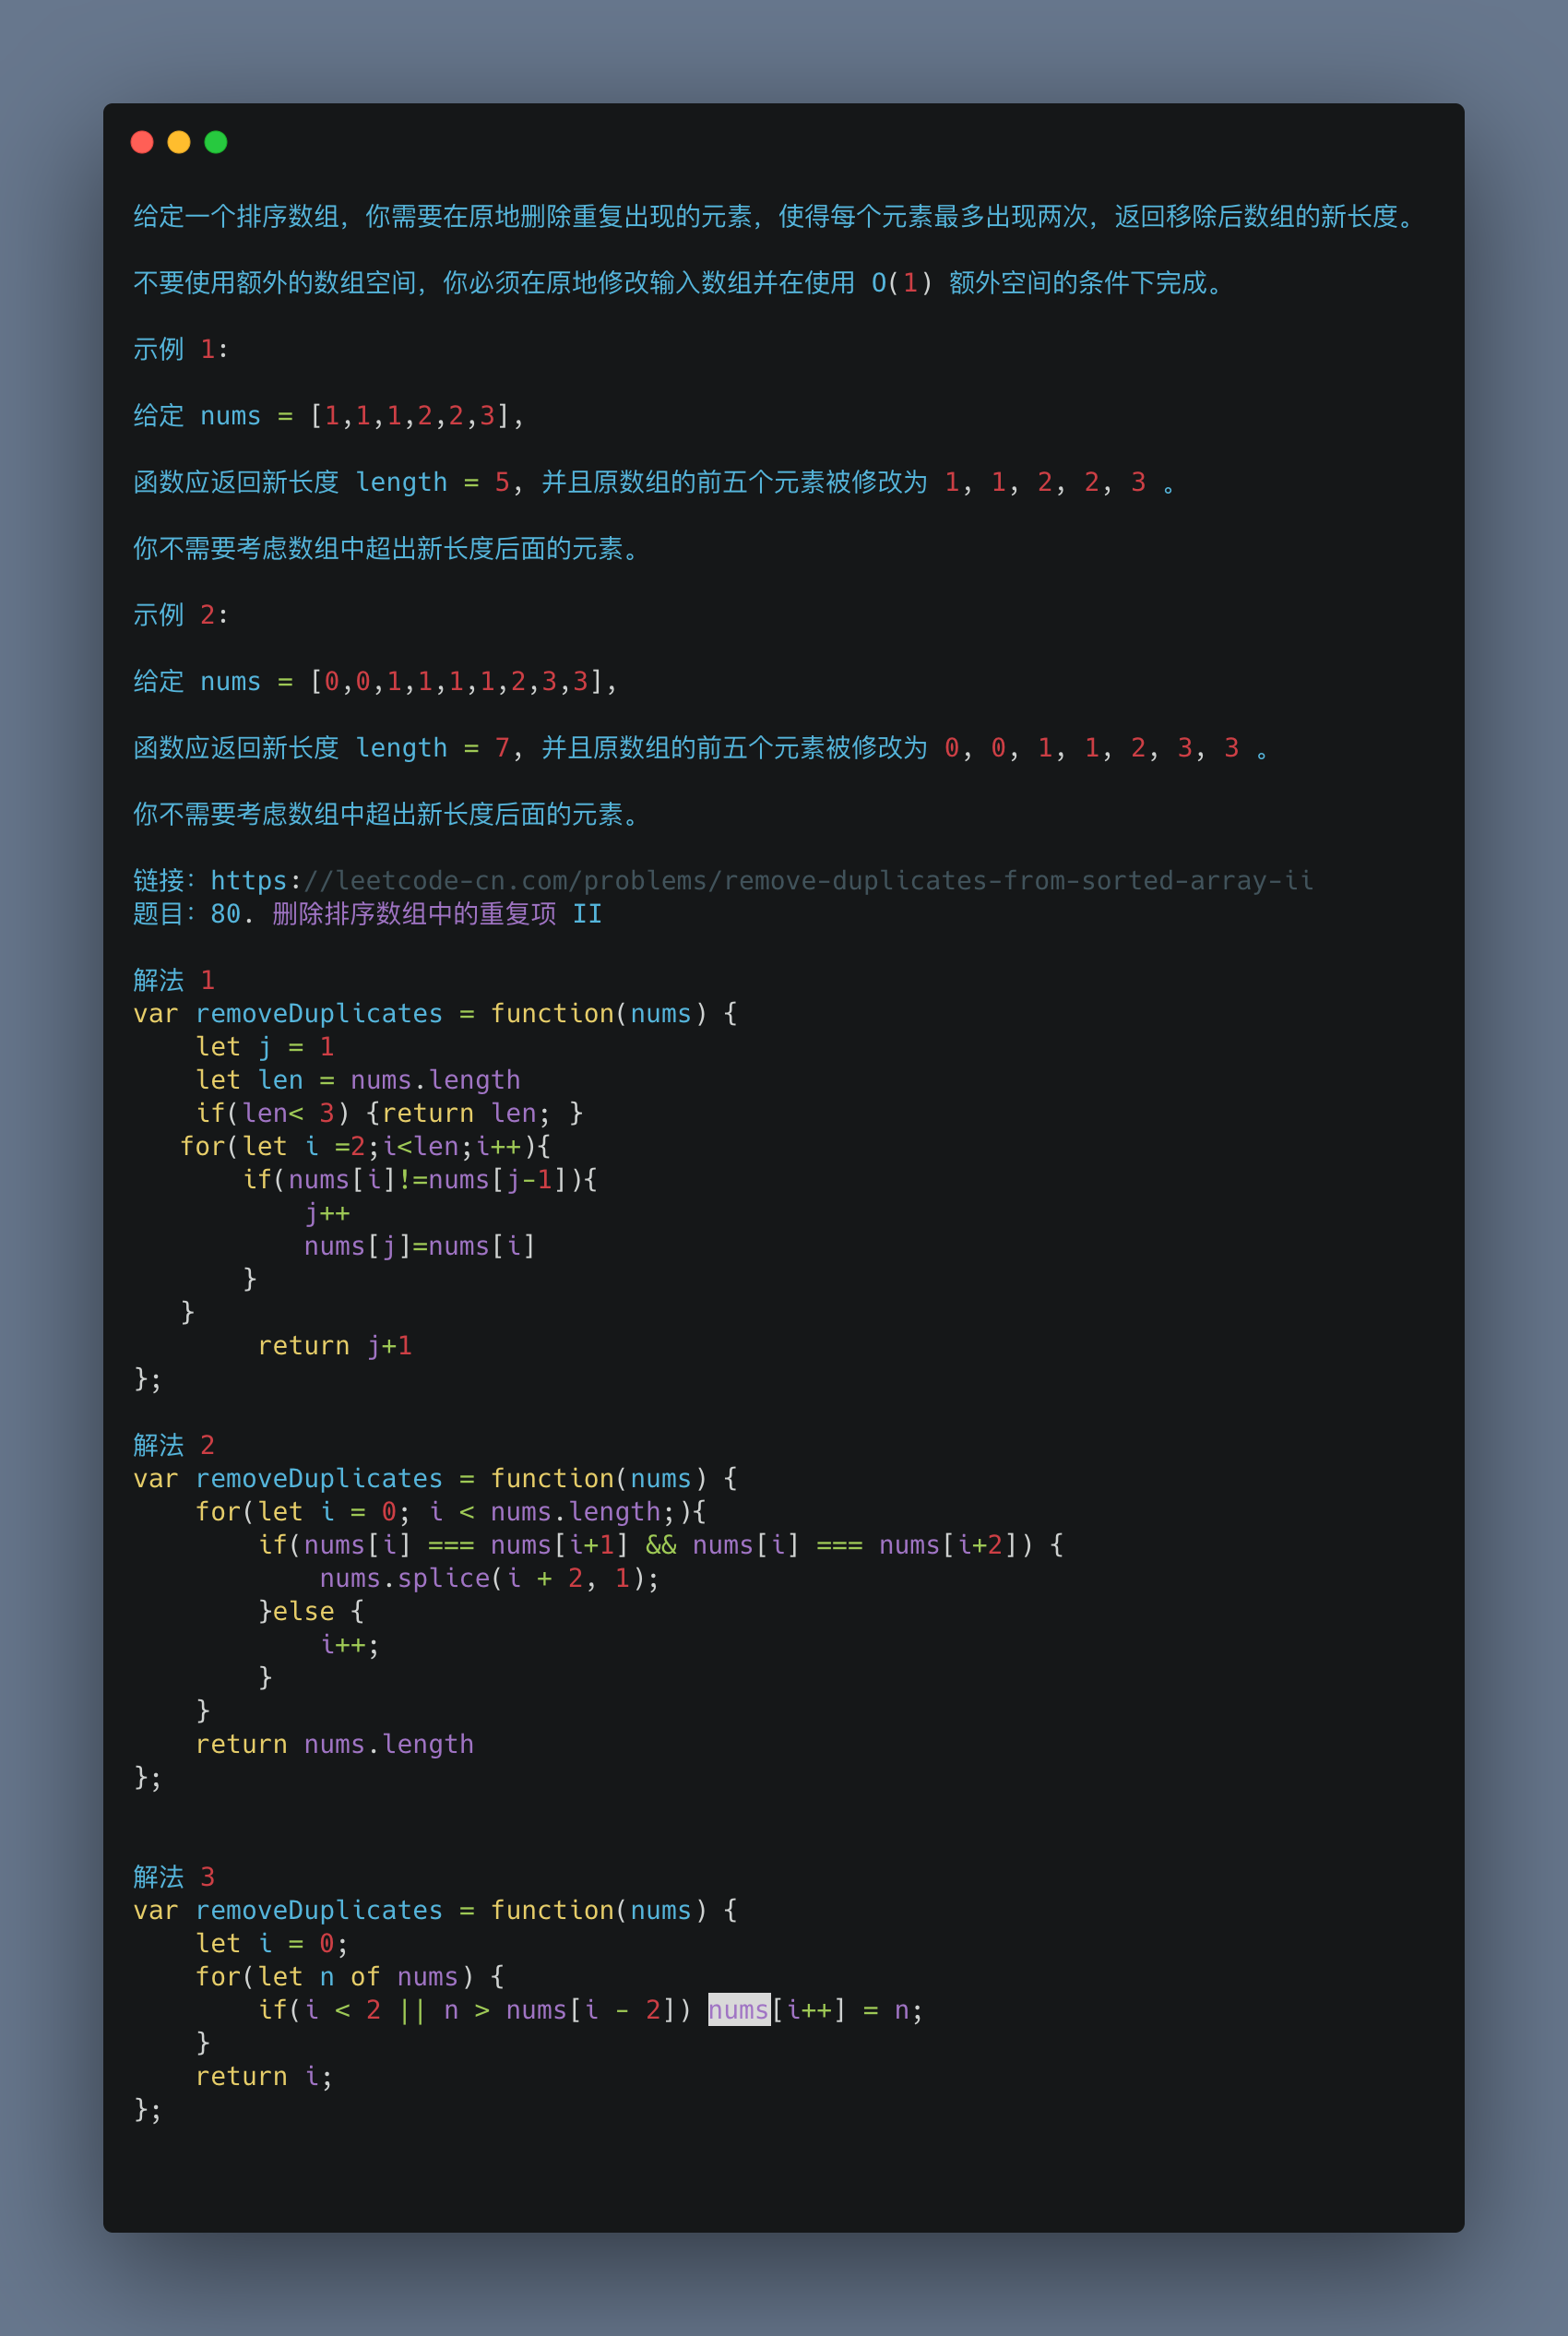 给定一个排序数组，你需要在原地删除重复出现的元素，使得每个元素最多出现两次，返回移除后数组的新长度。
不要使用额外的数组空间，你必须在原地修改输入数组并在使用 O(1) 额外空间的条件下完成。
示例 1:
给定 nums = [1,1,1,2,2,3],
函数应返回新长度 length = 5, 并且原数组的前五个元素被修改为 1, 1, 2, 2, 3 。
你不需要考虑数组中超出新长度后面的元素。
示例 2:
给定 nums = [0,0,1,1,1,1,2,3,3],
函数应返回新长度 length = 7, 并且原数组的前五个元素被修改为 0, 0, 1, 1, 2, 3, 3 。
你不需要考虑数组中超出新长度后面的元素。
链接：https://leetcode-cn.com/problems/remove-duplicates-from-sorted-array-ii
题目：80. 删除排序数组中的重复项 II
解法 1
var removeDuplicates = function(nums) {
    let j = 1
    let len = nums.length
    if(len< 3) {return len; }
   for(let i =2;i<len;i++){
       if(nums[i]!=nums[j-1]){
           j++
           nums[j]=nums[i]
       }
   }
        return j+1
};
解法 2
var removeDuplicates = function(nums) {
    for(let i = 0; i < nums.length;){
        if(nums[i] === nums[i+1] && nums[i] === nums[i+2]) {
            nums.splice(i + 2, 1);
        }else {
            i++;
        }
    }
    return nums.length
};
解法 3
var removeDuplicates = function(nums) {
    let i = 0;
    for(let n of nums) {
        if(i < 2 || n > nums[i - 2]) nums[i++] = n;
    }
    return i;
};